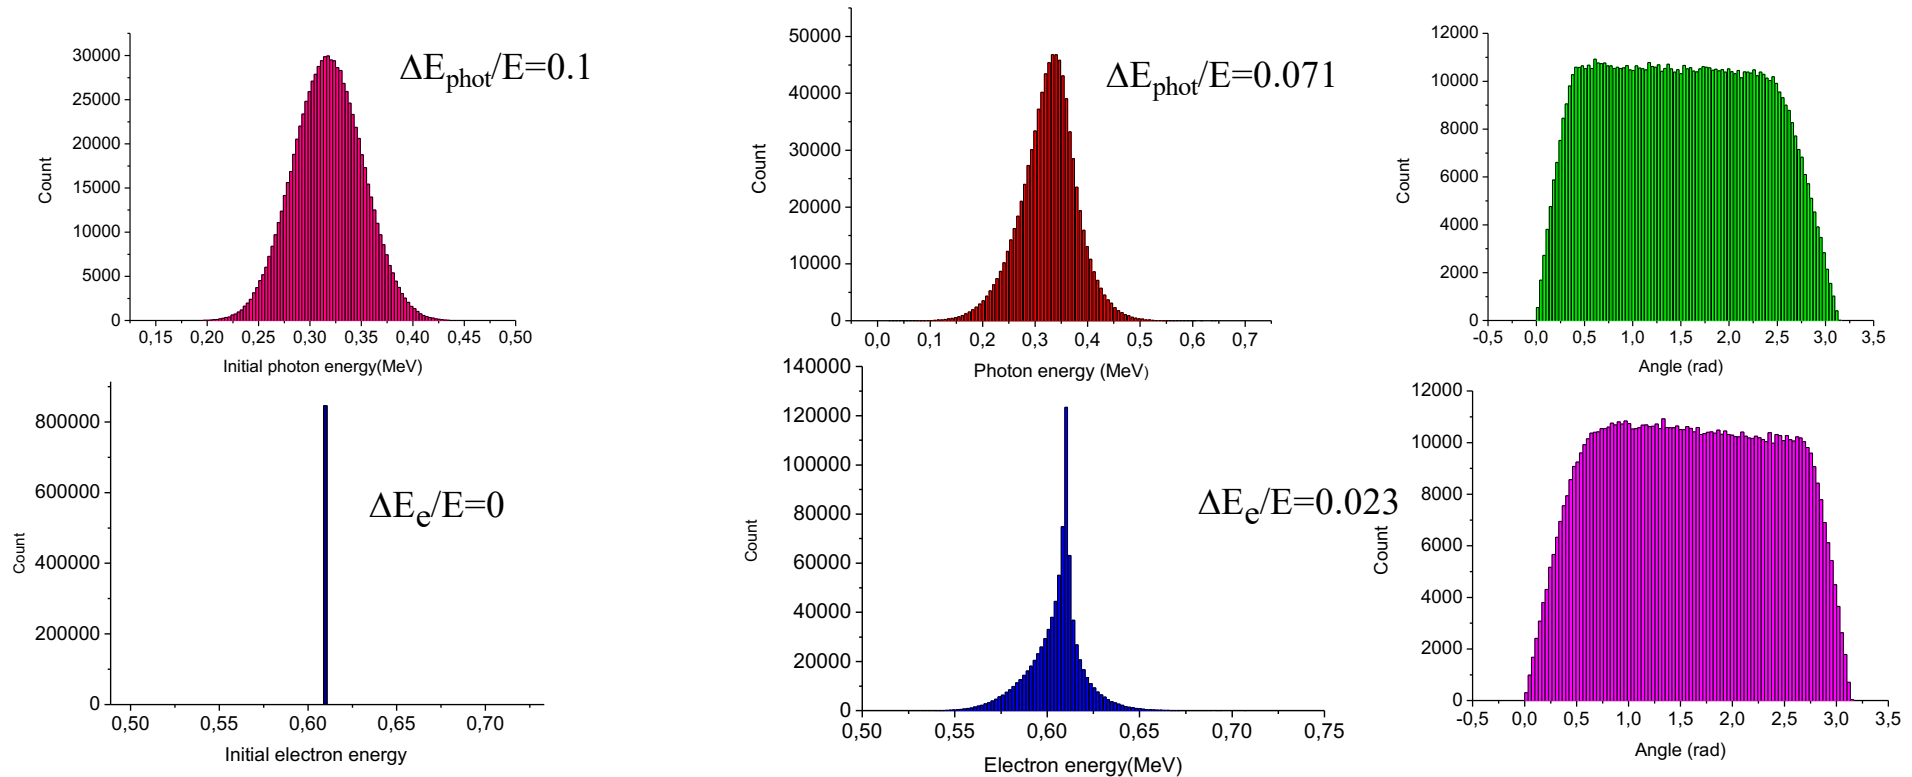 30000
25000
20000
15000
10000
5000
0
Count
0,15 0,20 0,25 0,30 0,35 0,40 0,45 0,50
Initial photon energy(MeV)
ΔEphot/E=0.1
50000
40000
30000
20000
10000
0
Count
0,0 0,1 0,2 0,3 0,4 0,5 0,6 0,7
Photon energy (MeV)
ΔEphot/E=0.071
12000
10000
8000
6000
4000
2000
0
Count
-0,5 0,0 0,5 1,0 1,5 2,0 2,5 3,0 3,5
Angle (rad)
800000
600000
400000
200000
0
Count
0,50 0,55 0,60 0,65 0,70
Initial electron energy
ΔEe/E=0
140000
120000
100000
80000
60000
40000
20000
0
Count
0,50 0,55 0,60 0,65 0,70 0,75
Electron energy(MeV)
ΔEe/E=0.023
12000
10000
8000
6000
4000
2000
0
Count
-0,5 0,0 0,5 1,0 1,5 2,0 2,5 3,0 3,5
Angle (rad)